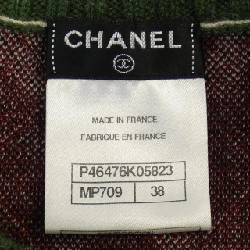 CHANEL
MADE IN FRANCE
FABRIQUE EN FRANCE
P46476K05823
MP709 38